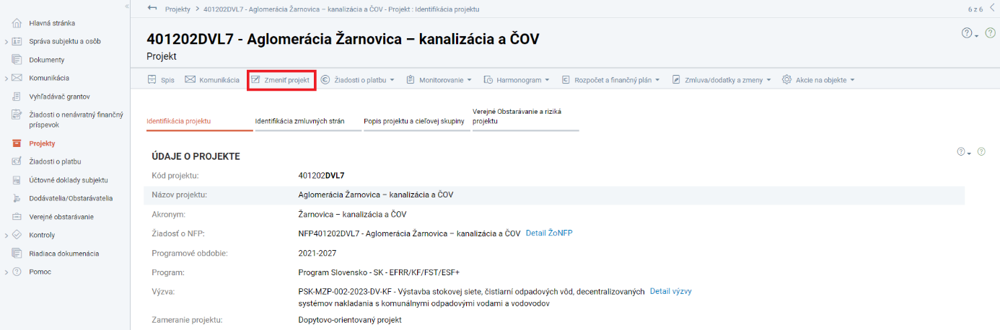 Projekty > 401202DVL7 - Aglomerácia Žarnovica – kanalizácia a ČOV - Projekt : Identifikácia projektu
6 z 6
Hlavná stránka
Správa subjektu a osôb
Dokumenty
Komunikácia
Vyhľadávač grantov
Žiadosti o nenávratný finančný
príspevok
Projekty
Žiadosti o platbu
Účtovné doklady subjektu
Dodávatelia/Obstarávatelia
Verejné obstarávanie
Kontroly
Riadiaca dokumenácia
Pomoc
401202DVL7 - Aglomerácia Žarnovica – kanalizácia a ČOV
Projekt
Spis Komunikácia Zmeniť projekt Žiadosti o platbu Monitorovanie Harmonogram Rozpočet a finančný plán Zmluva/dodatky a zmeny Akcie na objekte
Identifikácia projektu Identifikácia zmluvných strán Popis projektu a cieľovej skupiny Verejné Obstarávanie a riziká
projektu
ÚDAJE O PROJEKTE
Kód projektu: 401202DVL7
Názov projektu: Aglomerácia Žarnovica – kanalizácia a ČOV
Akronym: Žarnovica – kanalizácia a ČOV
Žiadosť o NFP: NFP401202DVL7 - Aglomerácia Žarnovica – kanalizácia a ČOV Detail ŽoNFP
Programové obdobie: 2021-2027
Program: Program Slovensko - SK - EFRR/KF/FST/ESF+
Výzva: PSK-MZP-002-2023-DV-KF - Výstavba stokovej siete, čistiarní odpadových vôd, decentralizovaných Detail výzvy
systémov nakladania s komunálnymi odpadovými vodami a vodovodov
Zameranie projektu: Dopytovo-orientovaný projekt